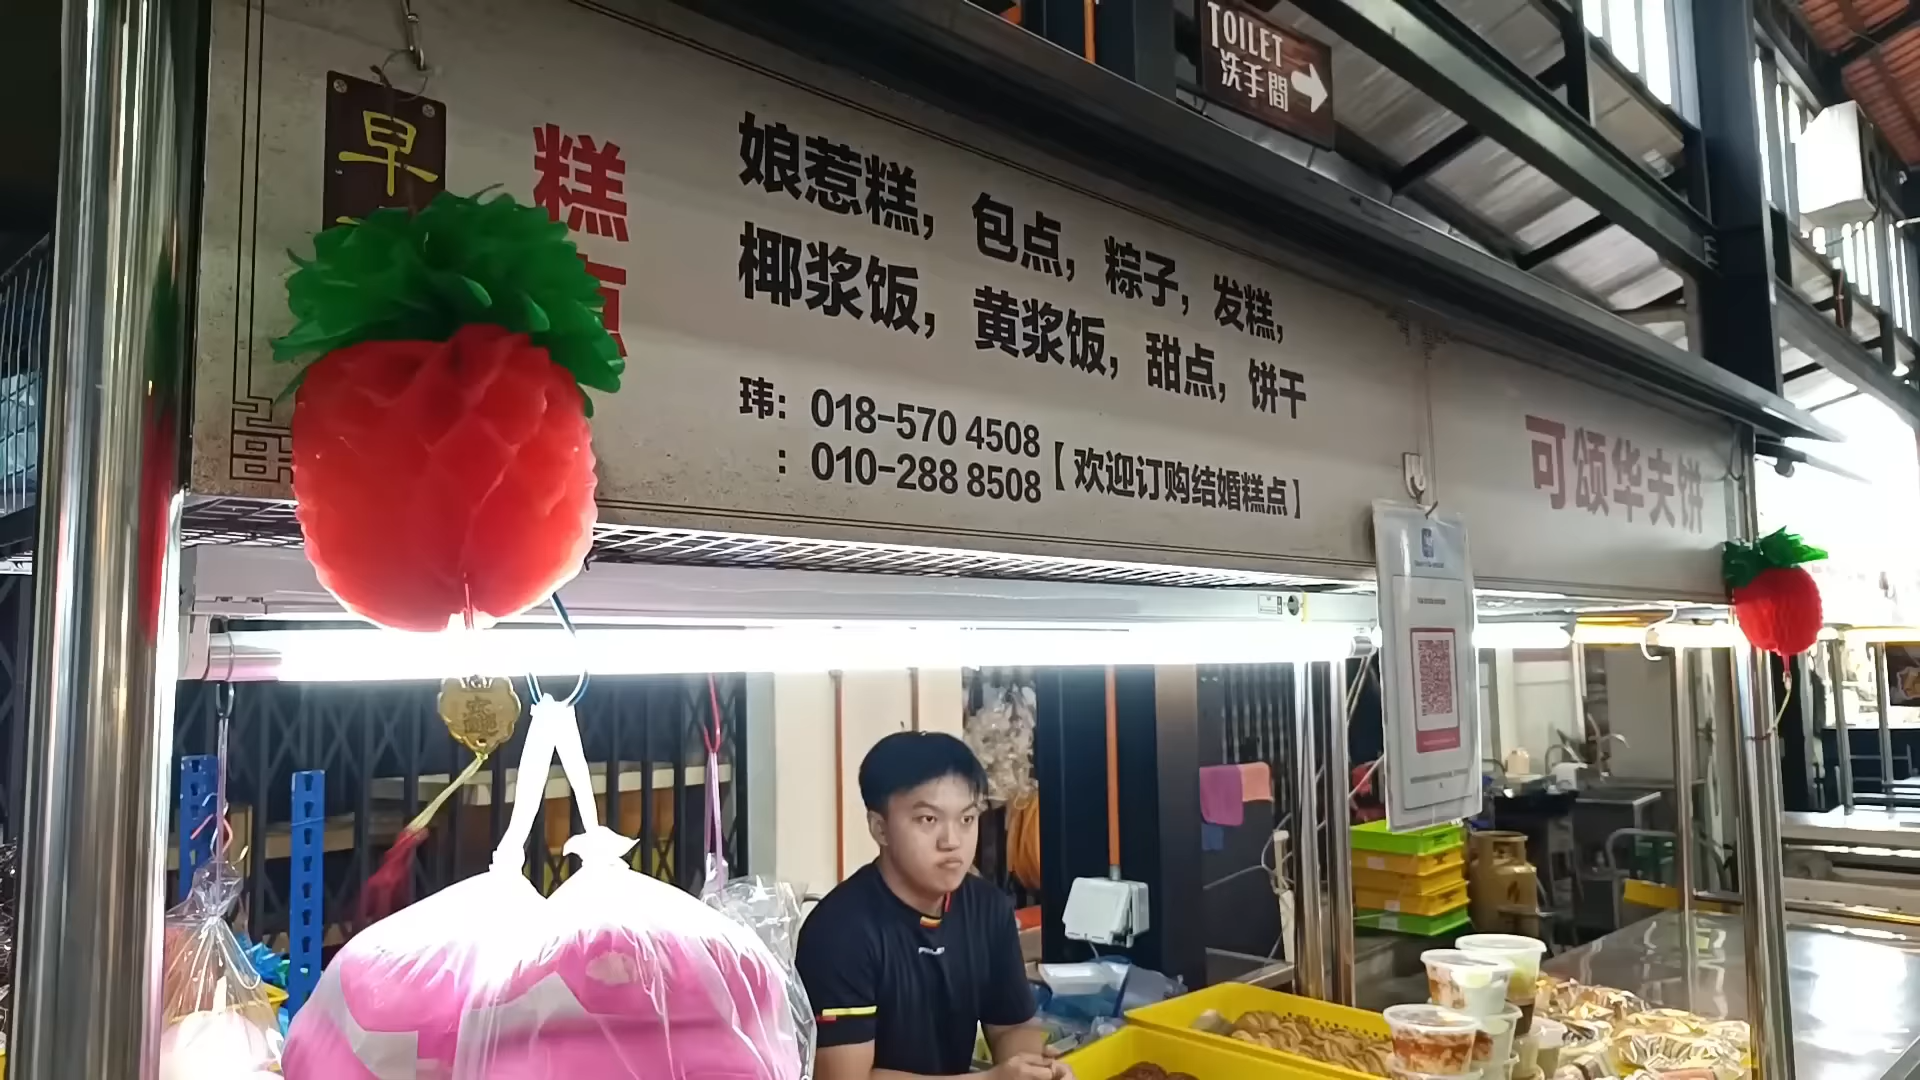 TOILET
洗手間
早
糕点
娘惹糕，包点，粽子，发糕，
椰浆饭，黄浆饭，甜点，饼干
玮：018-570 4508
：010-288 8508【欢迎订购结婚糕点】
可颂华夫饼